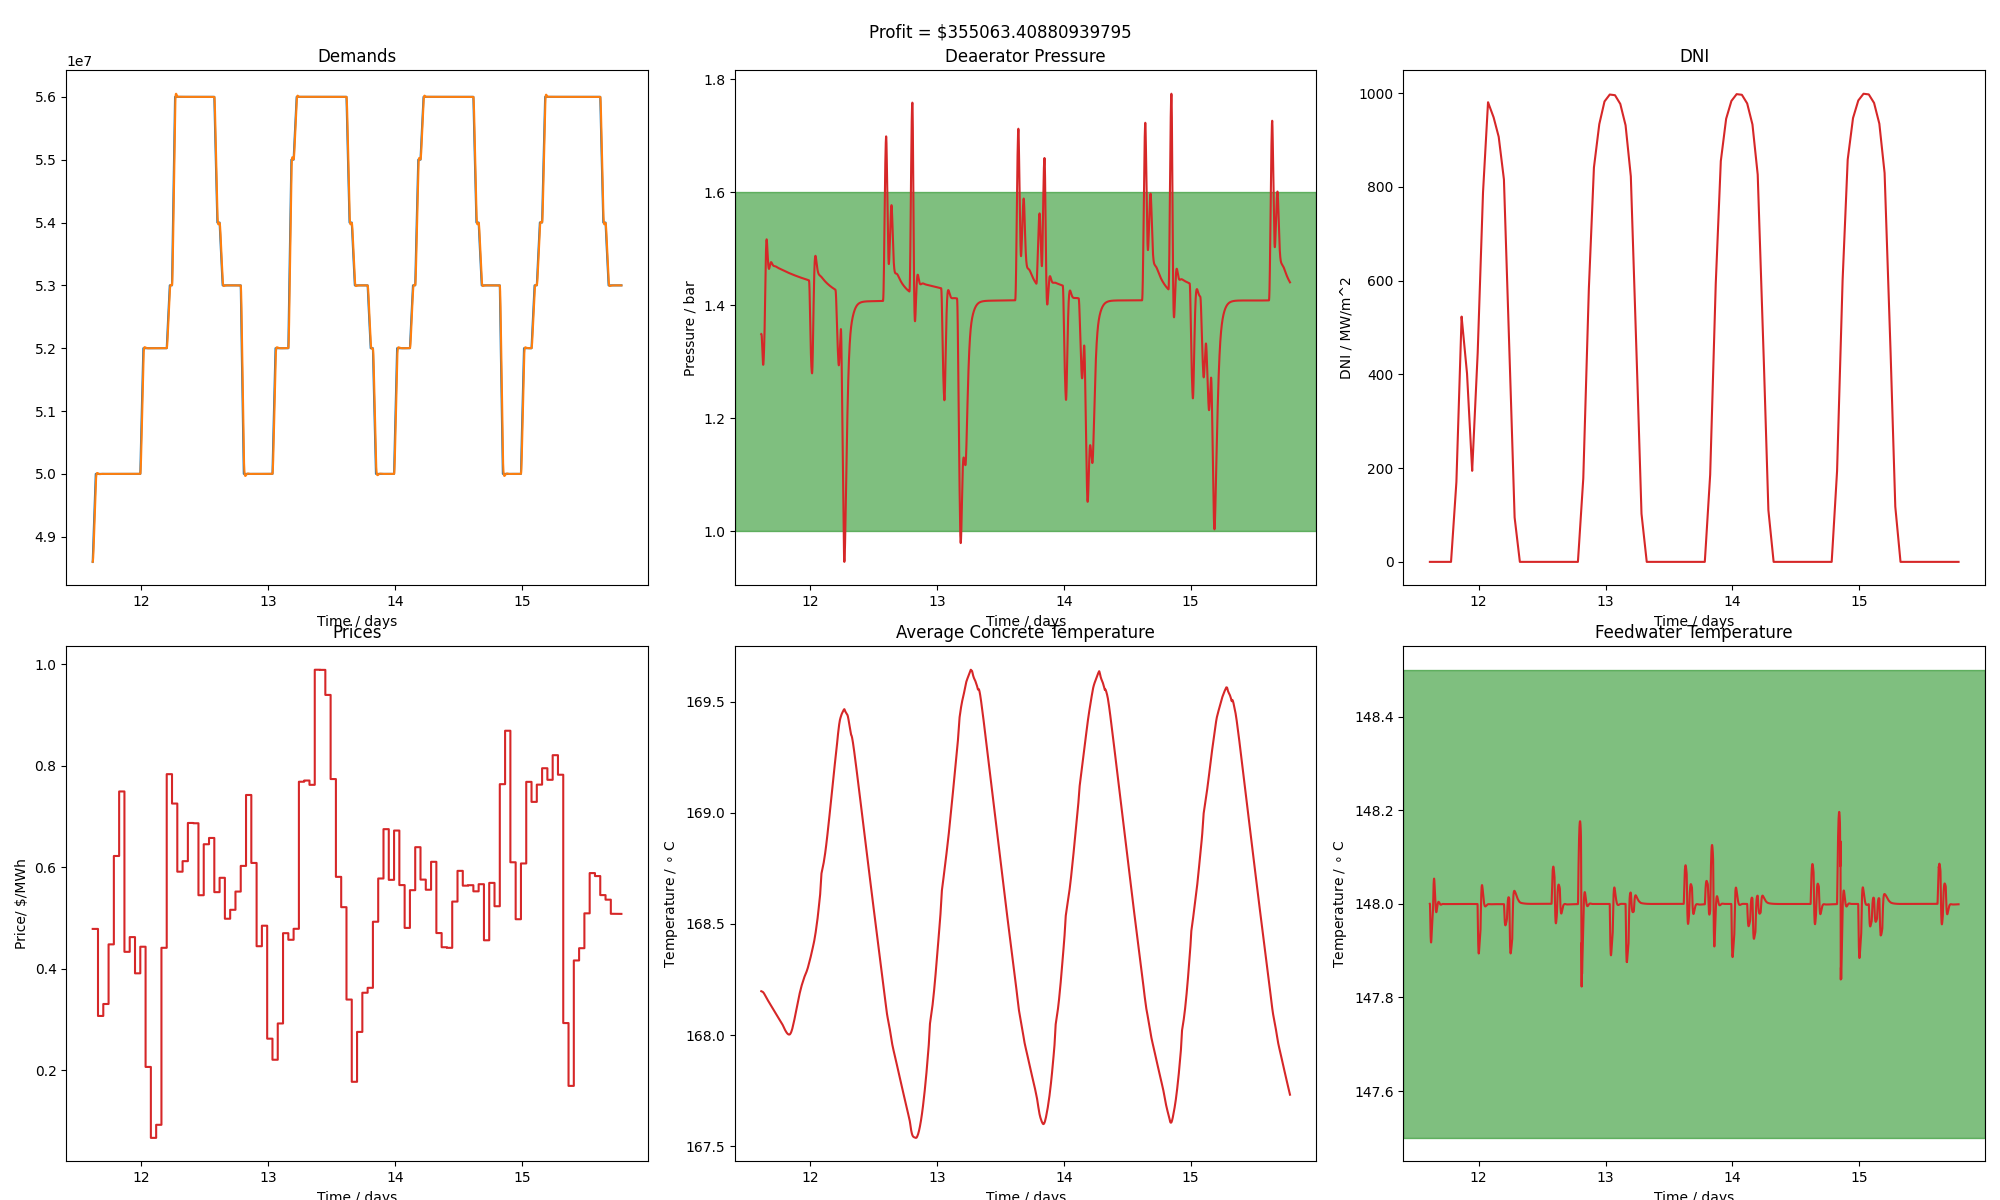 Profit = $355063.40880939795
Demands
1e7
5.6
5.5
5.4
5.3
5.2
5.1
5.0
4.9
12 13 14 15
Time / days
Deaerator Pressure
Pressure / bar
1.8
1.6
1.4
1.2
1.0
12 13 14 15
Time / days
DNI
DNI / MW/m^2
1000
800
600
400
200
0
12 13 14 15
Time / days
Prices
Price/ $/MWh
1.0
0.8
0.6
0.4
0.2
12 13 14 15
Time / days
Average Concrete Temperature
Temperature / ∘ C
169.5
169.0
168.5
168.0
167.5
12 13 14 15
Time / days
Feedwater Temperature
Temperature / ∘ C
148.4
148.2
148.0
147.8
147.6
12 13 14 15
Time / days